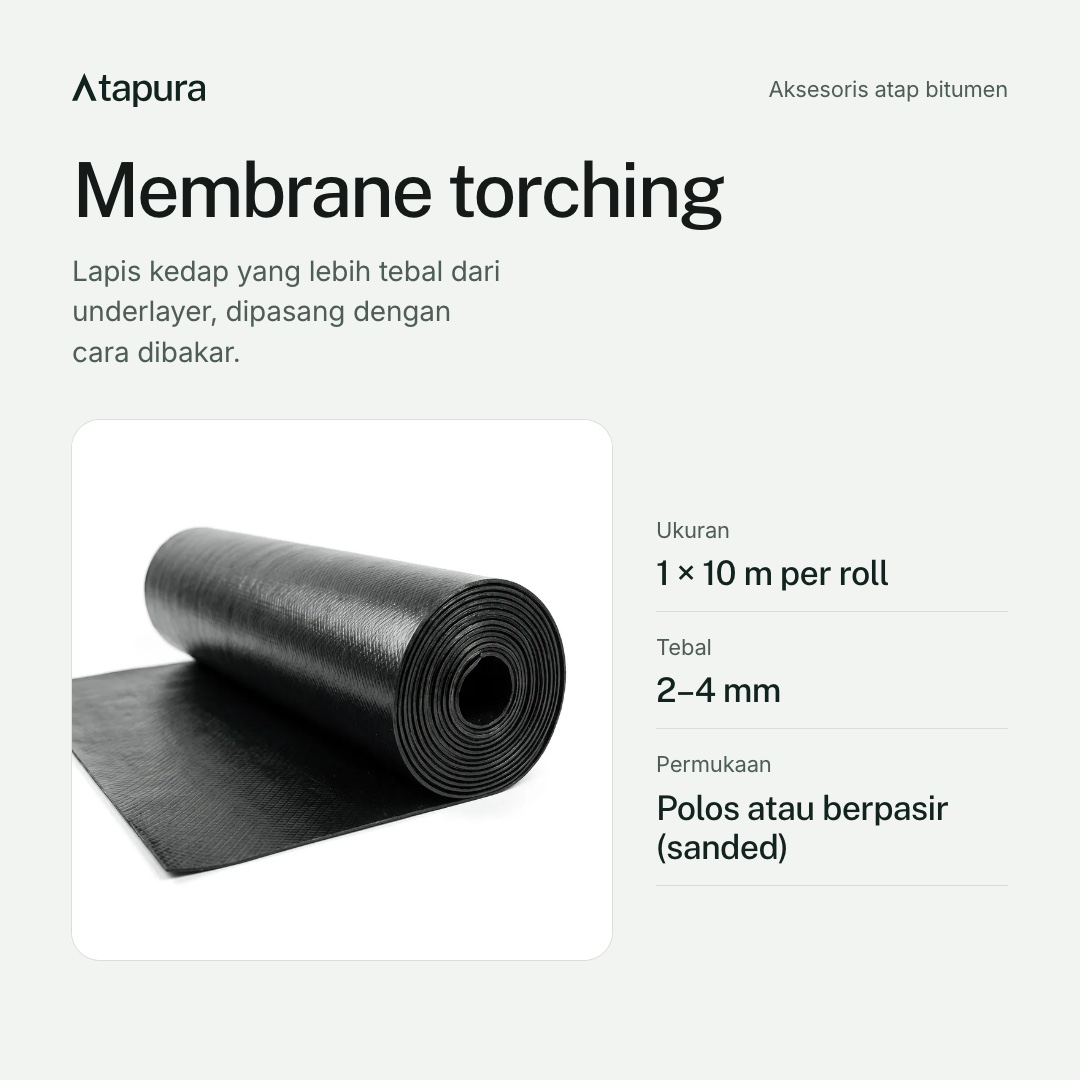 Atapura
Aksesoris atap bitumen
Membrane torching
Lapis kedap yang lebih tebal dari
underlayer, dipasang dengan
cara dibakar.
Ukuran
1 × 10 m per roll
Tebal
2–4 mm
Permukaan
Polos atau berpasir
(sanded)